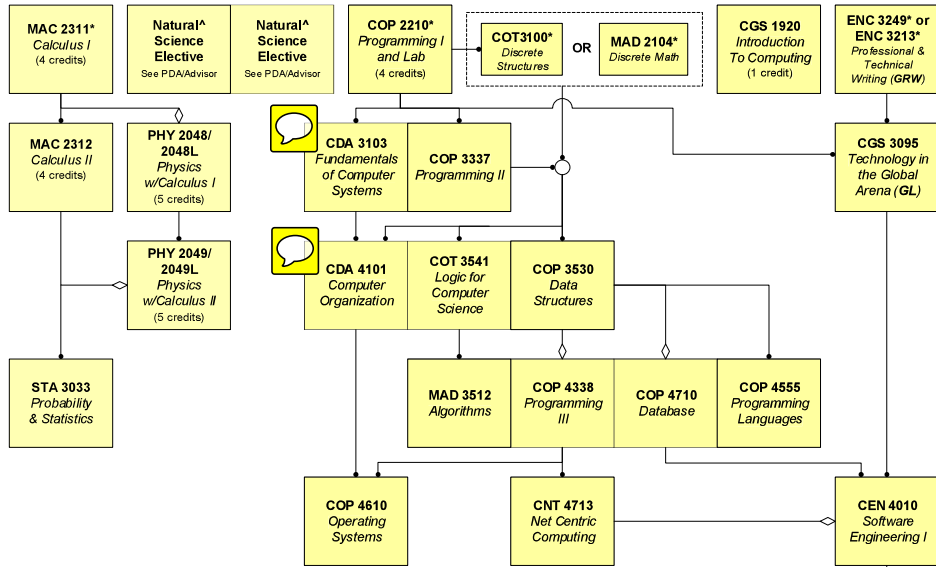 MAC 2311*
Calculus I
(4 credits)
Natural^
Science
Elective
See PDA/Advisor
Natural^
Science
Elective
See PDA/Advisor
COP 2210*
Programming I
and Lab
(4 credits)
COT3100*
Discrete
Structures
OR
MAD 2104*
Discrete Math
CGS 1920
Introduction
To Computing
(1 credit)
ENC 3249* or
ENC 3213*
Professional &
Technical
Writing (GRW)
MAC 2312
Calculus II
(4 credits)
PHY 2048/
2048L
Physics
w/Calculus I
(5 credits)
CDA 3103
Fundamentals
of Computer
Systems
COP 3337
Programming II
CGS 3095
Technology in
the Global
Arena (GL)
PHY 2049/
2049L
Physics
w/Calculus II
(5 credits)
CDA 4101
Computer
Organization
COT 3541
Logic for
Computer
Science
COP 3530
Data
Structures
STA 3033
Probability
& Statistics
MAD 3512
Algorithms
COP 4338
Programming
III
COP 4710
Database
COP 4555
Programming
Languages
COP 4610
Operating
Systems
CNT 4713
Net Centric
Computing
CEN 4010
Software
Engineering I